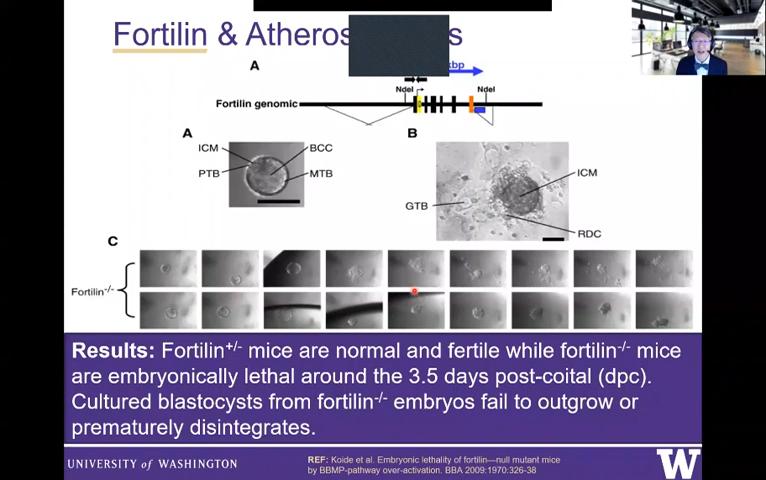 Fortilin & Atheros s
A
kbp
NdeI NdeI
Fortilin genomic
A B
ICM BCC
PTB MTB
ICM
GTB
RDC
C
Fortilin-/-
Results: Fortilin+/- mice are normal and fertile while fortilin-/- mice
are embryonically lethal around the 3.5 days post-coital (dpc).
Cultured blastocysts from fortilin-/- embryos fail to outgrow or
prematurely disintegrates.
UNIVERSITY of WASHINGTON
REF: Koide et al. Embryonic lethality of fortilin—null mutant mice
by BBMP-pathway over-activation. BBA 2009:1970:326-38
W